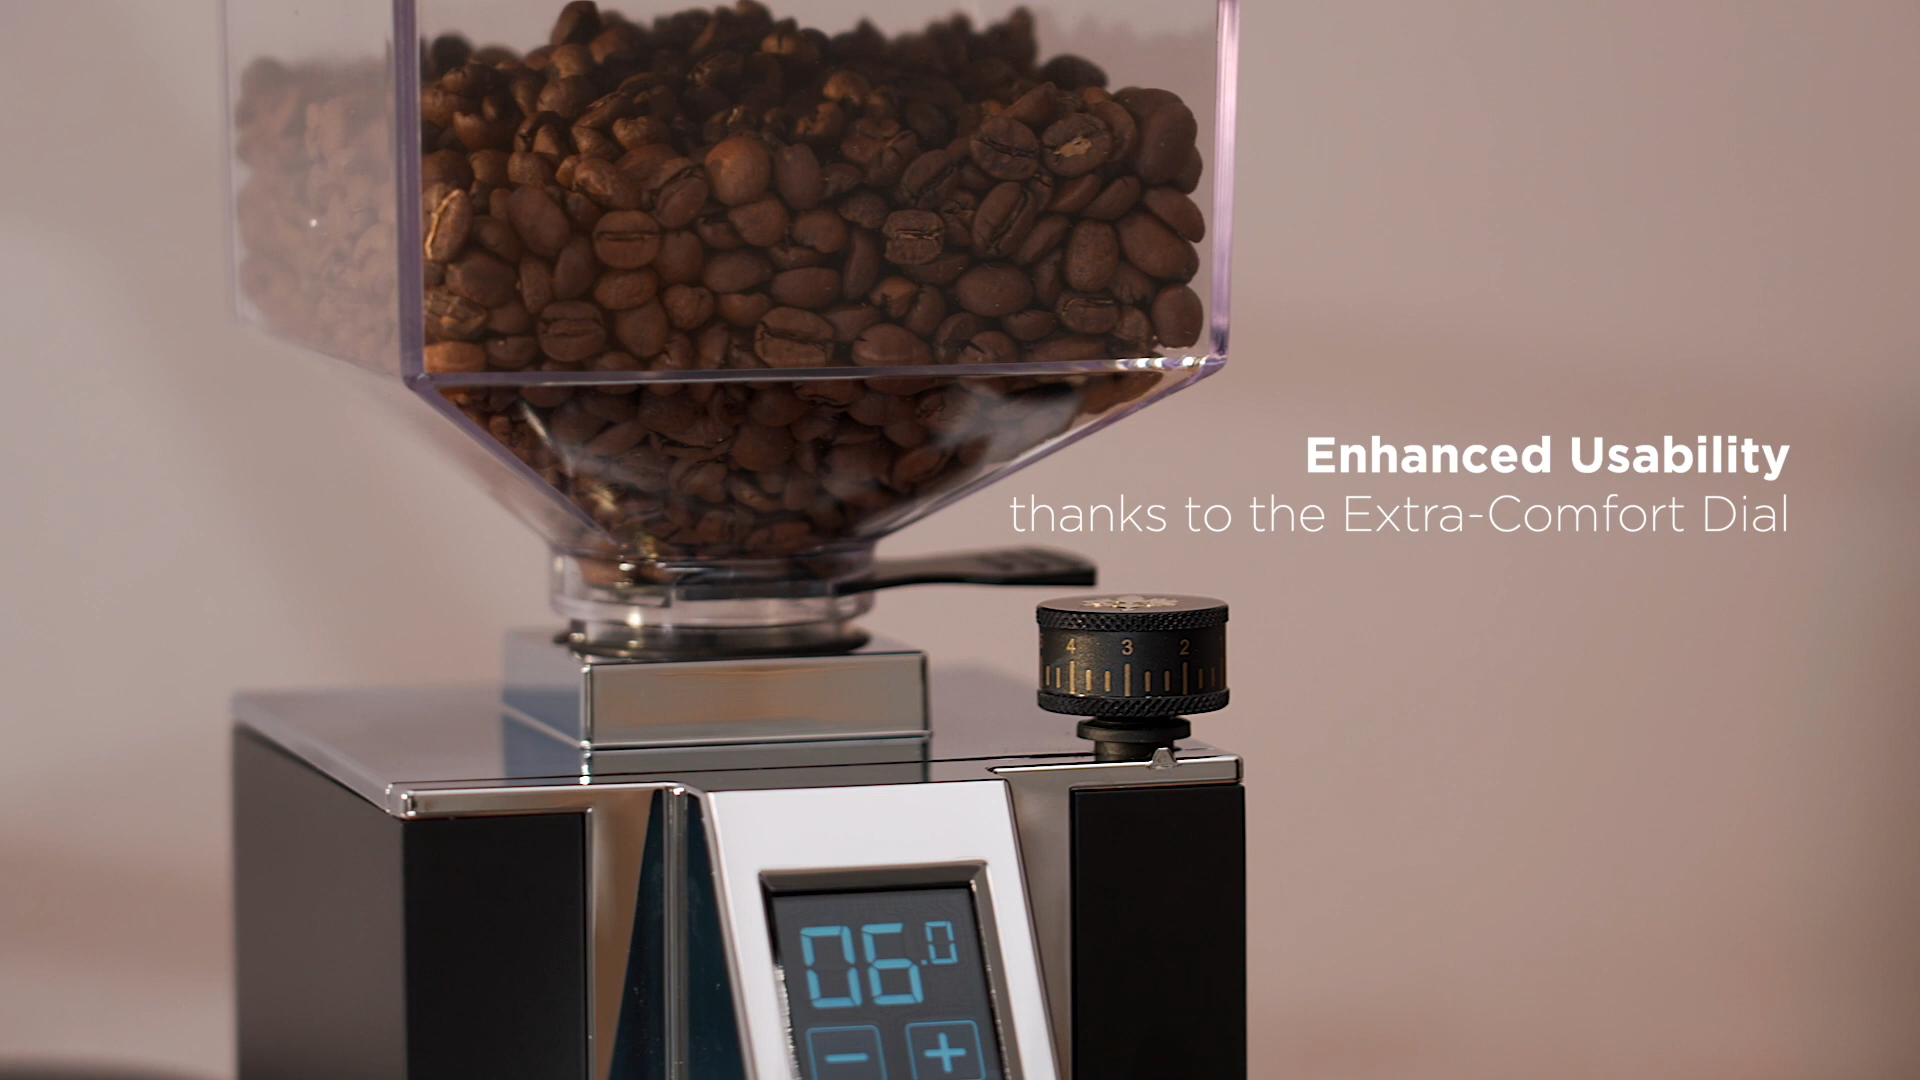 Enhanced Usability
thanks to the Extra-Comfort Dial
4 3 2
06.0
- +